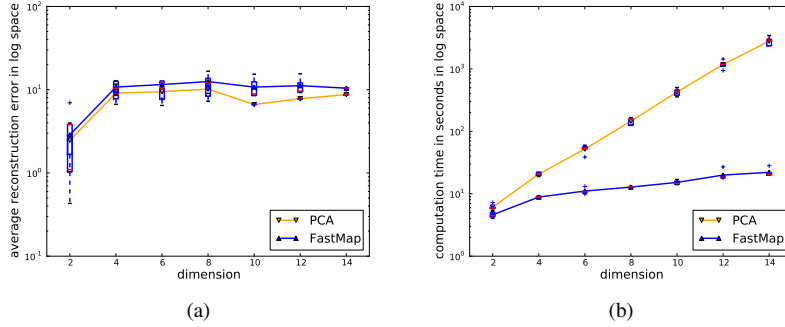 average reconstruction error in log space
10^2
10^1
10^0
10^-1
2 4 6 8 10 12 14
dimension
PCA
FastMap
(a)
computation time in seconds in log space
10^4
10^3
10^2
10^1
10^0
2 4 6 8 10 12 14
dimension
PCA
FastMap
(b)